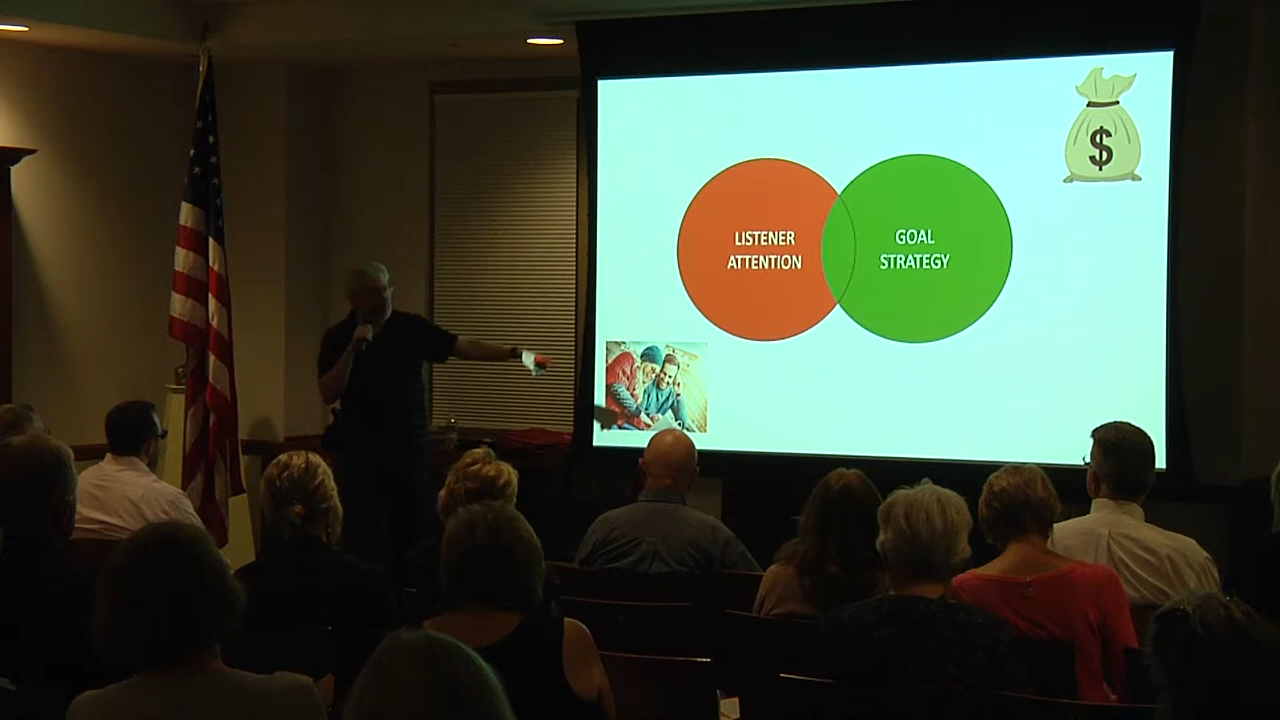 $
LISTENER
ATTENTION
GOAL
STRATEGY